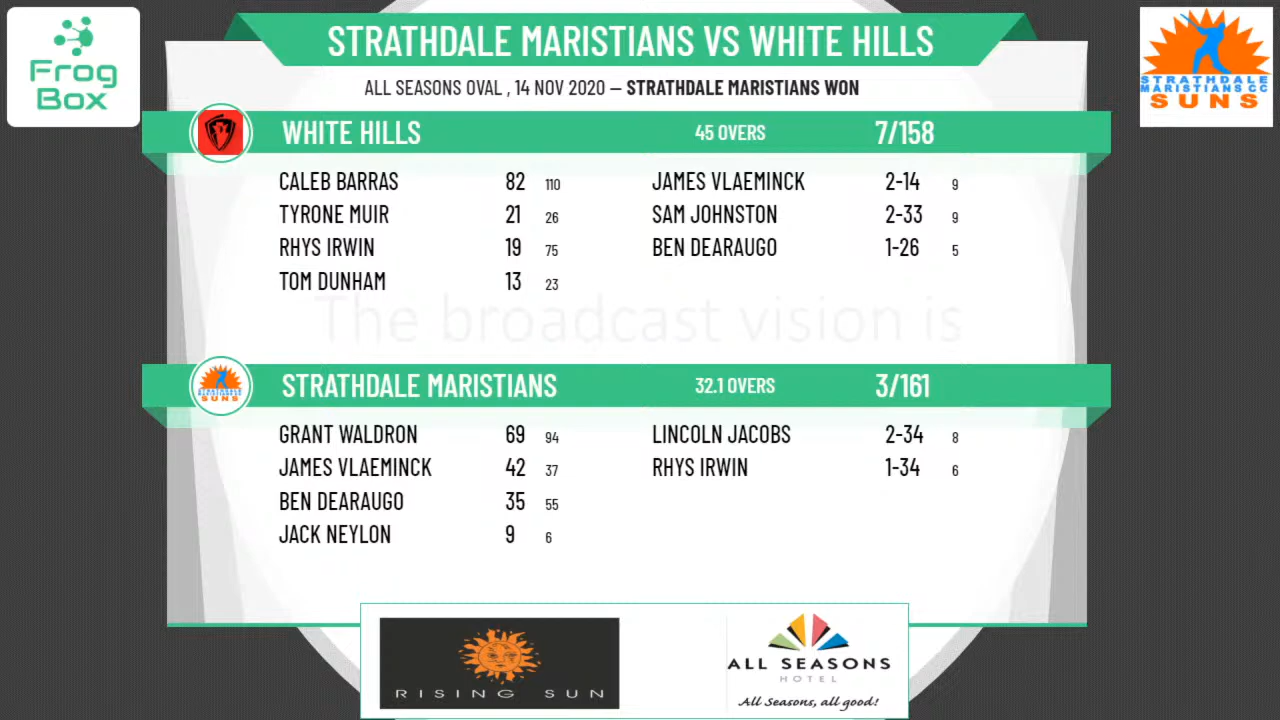 Frog
Box
STRATHDALE MARISTIANS VS WHITE HILLS
ALL SEASONS OVAL , 14 NOV 2020 – STRATHDALE MARISTIANS WON
STRATHDALE
MARISTIANS CC
SUNS
WHITE HILLS 45 OVERS 7/158
CALEB BARRAS 82 110 JAMES VLAEMINCK 2-14 9
TYRONE MUIR 21 26 SAM JOHNSTON 2-33 9
RHYS IRWIN 19 75 BEN DEARAUGO 1-26 5
TOM DUNHAM 13 23
The broadcast vision is
STRATHDALE MARISTIANS 32.1 OVERS 3/161
GRANT WALDRON 69 94 LINCOLN JACOBS 2-34 8
JAMES VLAEMINCK 42 37 RHYS IRWIN 1-34 6
BEN DEARAUGO 35 55
JACK NEYLON 9 6
RISING SUN
ALL SEASONS
HOTEL
All Seasons, all good!